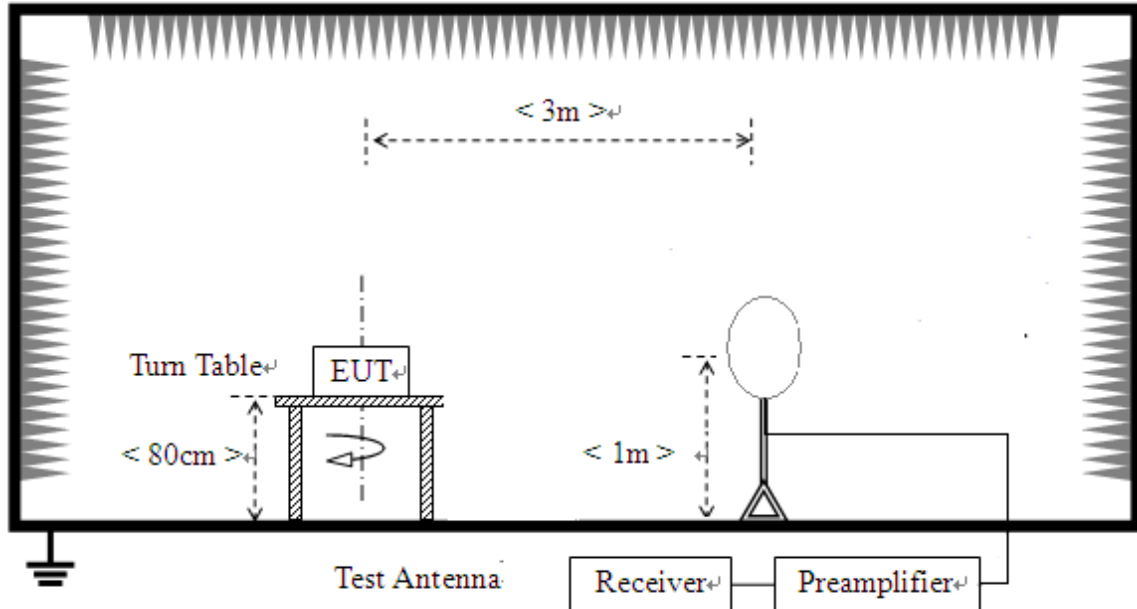 < 3m >
Turn Table
EUT
< 80cm >
< 1m >
Test Antenna
Receiver
Preamplifier